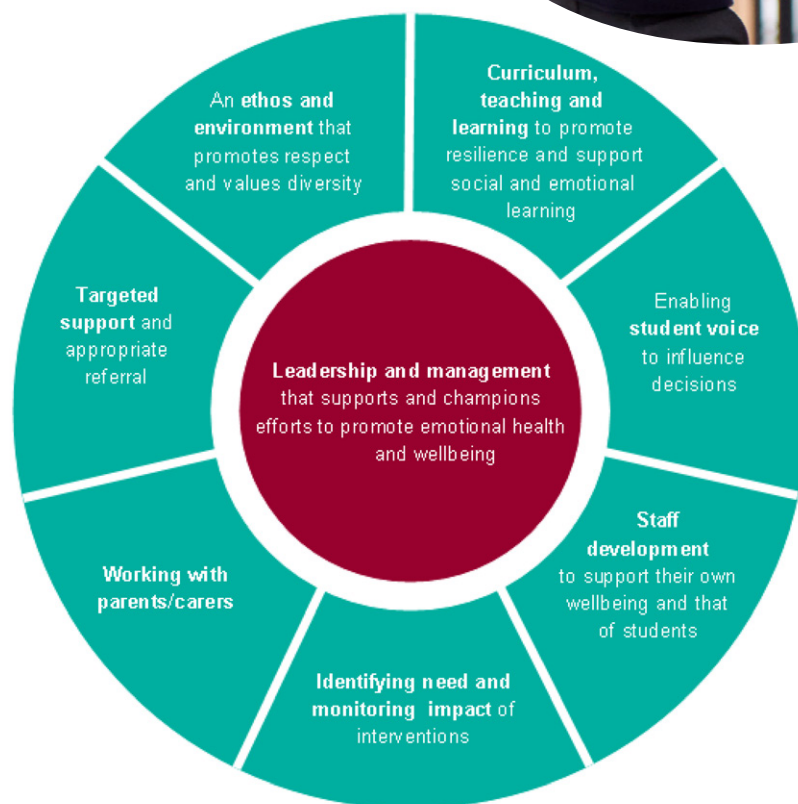 An ethos and
environment that
promotes respect
and values diversity
Curriculum,
teaching and
learning to promote
resilience and support
social and emotional
learning
Enabling
student voice
to influence
decisions
Staff
development
to support their own
wellbeing and that
of students
Identifying need and
monitoring impact of
interventions
Working with
parents/carers
Targeted
support and
appropriate
referral
Leadership and management
that supports and champions
efforts to promote emotional health
and wellbeing